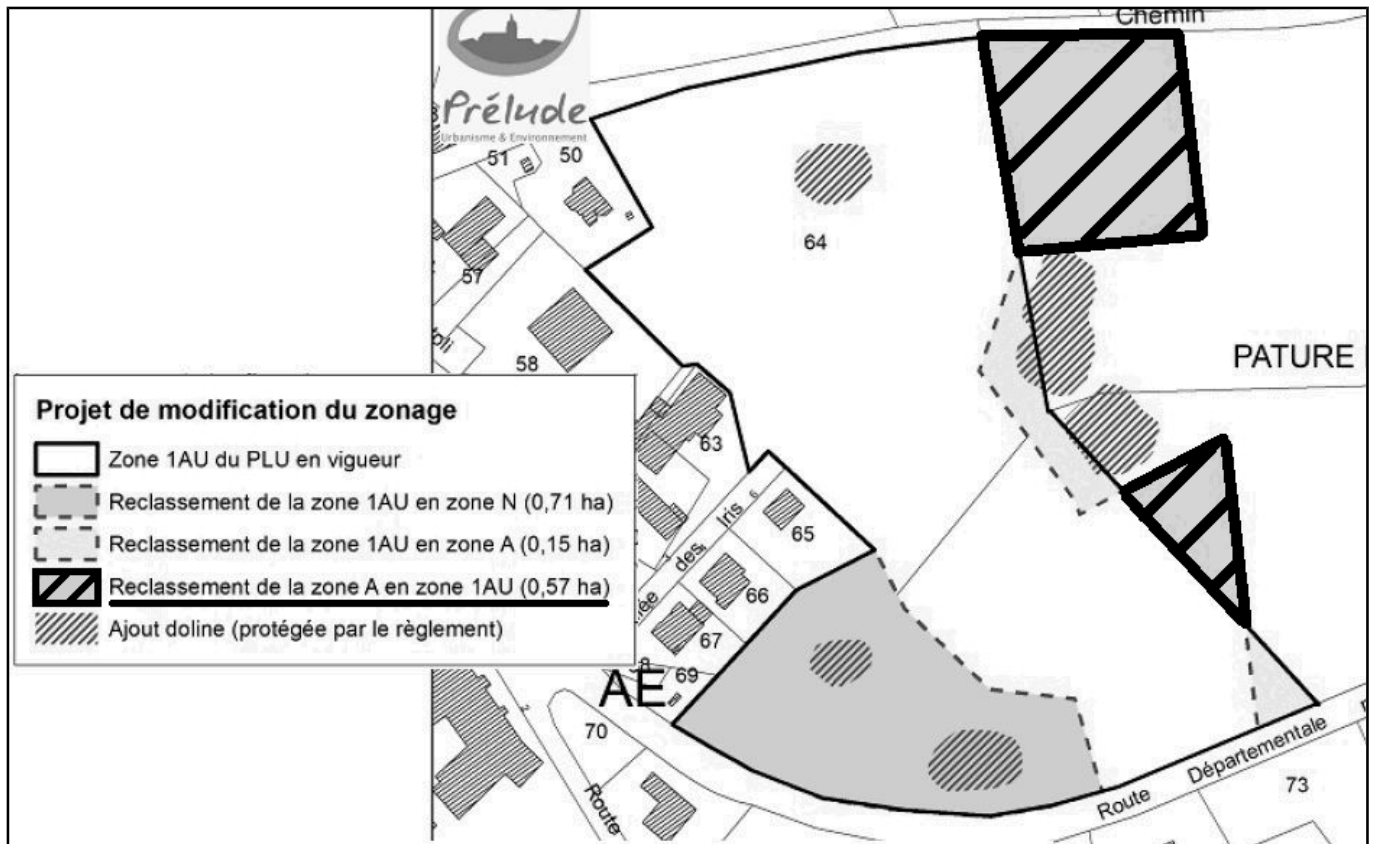 Chemin
Prélude
Urbanisme & Environnement
51
50
57
64
58
PATURE
Projet de modification du zonage
Zone 1AU du PLU en vigueur
Reclassement de la zone 1AU en zone N (0,71 ha)
Reclassement de la zone 1AU en zone A (0,15 ha)
Reclassement de la zone A en zone 1AU (0,57 ha)
Ajout doline (protégée par le règlement)
63
des Iris
6
65
66
67
69
AE
70
2
Route
Route Départementale
73